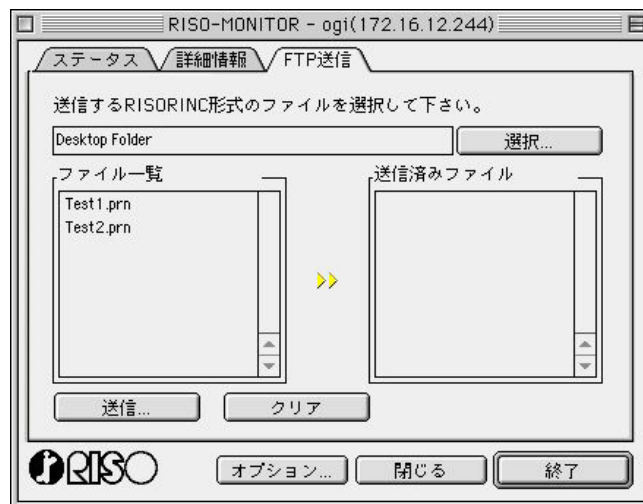 RISO-MONITOR - ogi(172.16.12.244)
ステータス 詳細情報 FTP送信
送信するRISORINC形式のファイルを選択して下さい。
Desktop Folder 選択...
ファイル一覧 送信済みファイル
Test1.prn
Test2.prn
送信... クリア
RISO オプション... 閉じる 終了